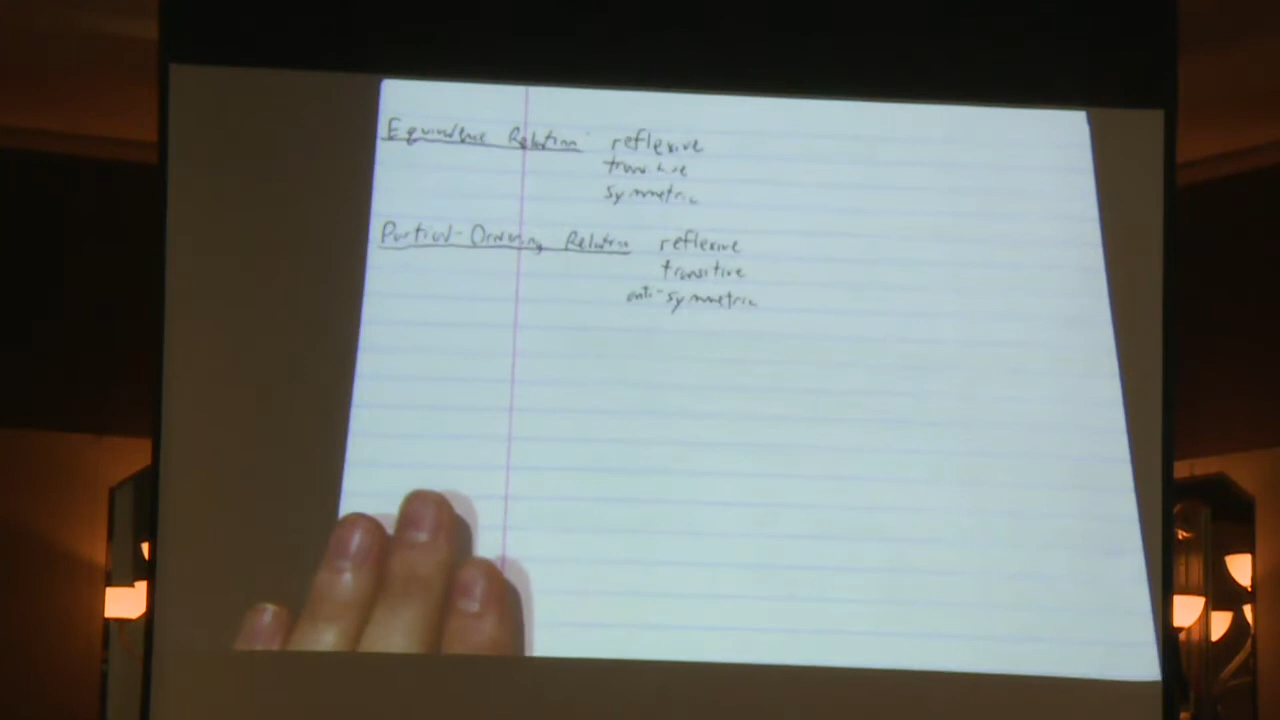 Equivalence Relation reflexive
transitive
symmetric
Partial-Ordering Relation reflexive
transitive
anti-symmetric